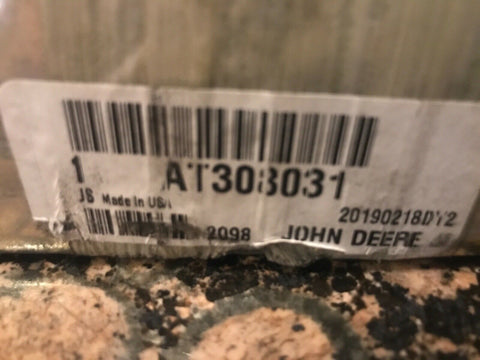 1 AT308031
US Made in USA
20190218DY2
2098 JOHN DEERE